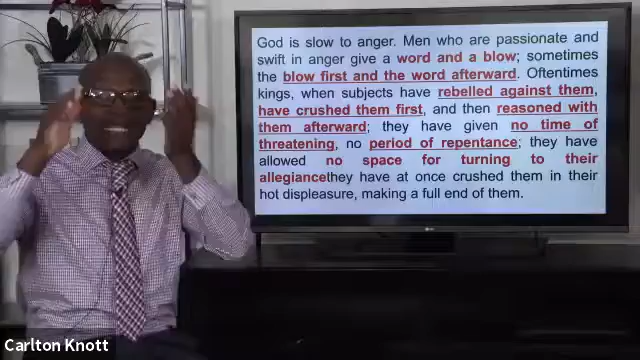 God is slow to anger. Men who are passionate and
swift in anger give a word and a blow; sometimes
the blow first and the word afterward. Oftentimes
kings, when subjects have rebelled against them,
have crushed them first, and then reasoned with
them afterward; they have given no time of
threatening, no period of repentance; they have
allowed no space for turning to their
allegiancethey have at once crushed them in their
hot displeasure, making a full end of them.
LG
Carlton Knott